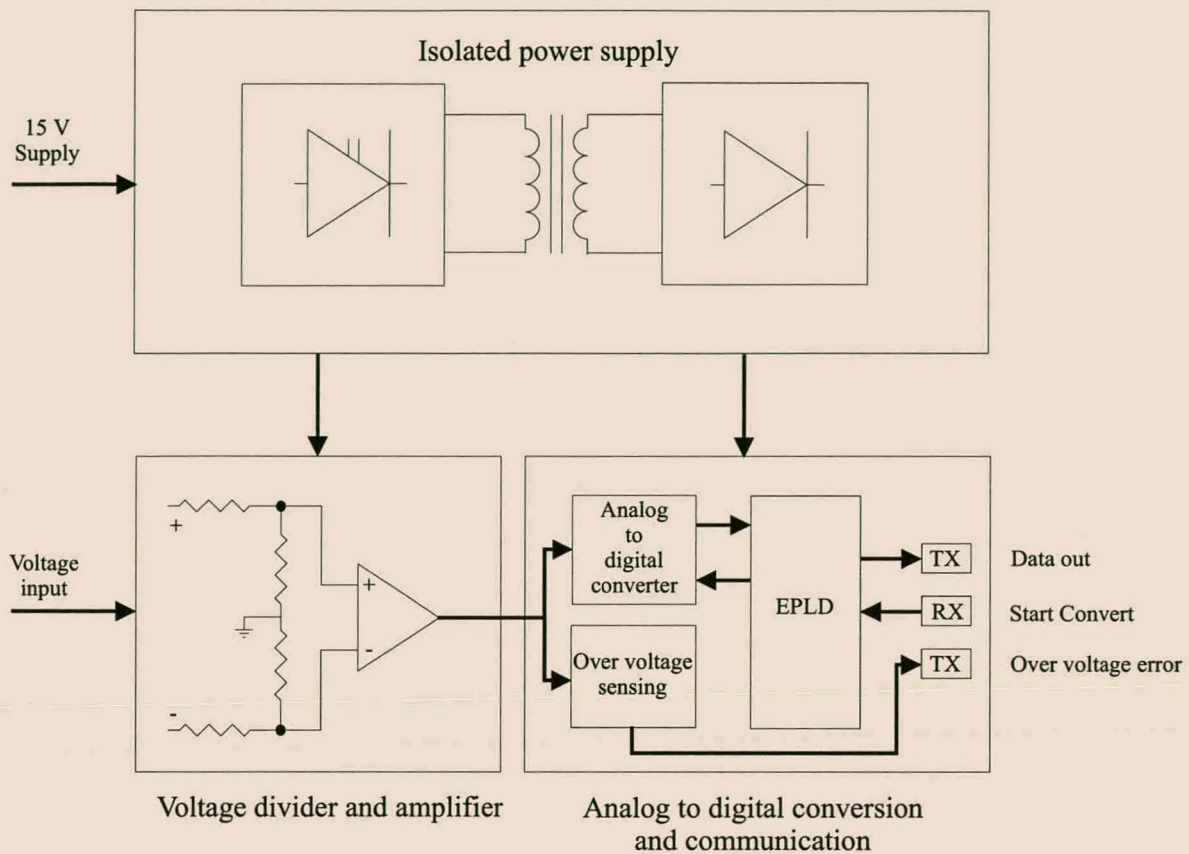 Isolated power supply
15 V
Supply
Voltage
input
+
-
+
-
Analog
to
digital
converter
Over voltage
sensing
EPLD
TX
Data out
RX
Start Convert
TX
Over voltage error
Voltage divider and amplifier
Analog to digital conversion
and communication